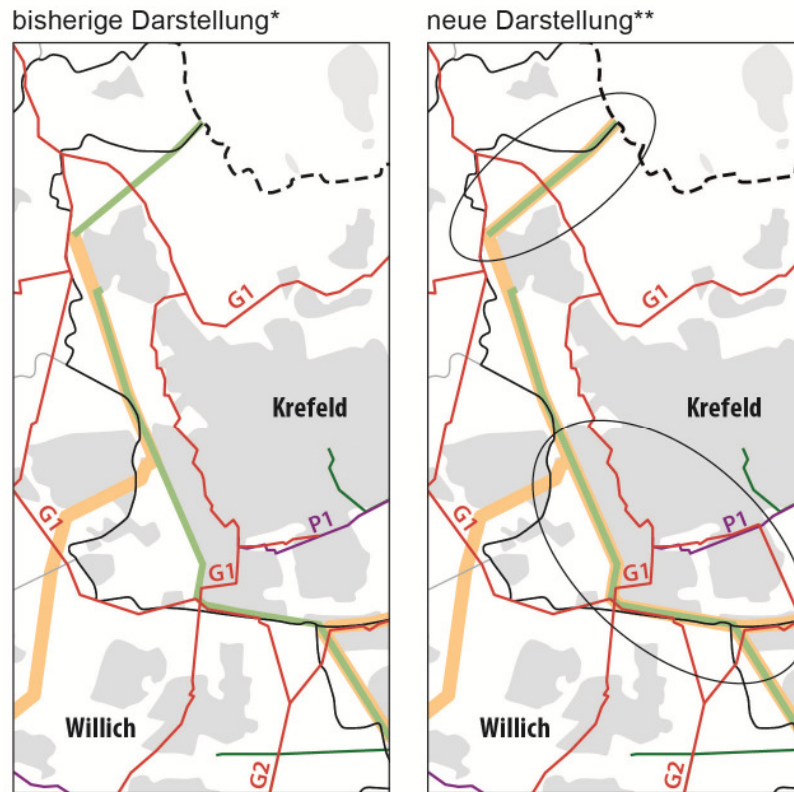 bisherige Darstellung*
neue Darstellung**
G1
Krefeld
G1
P1
G1
Willich
G2
G1
Krefeld
G1
P1
G1
Willich
G2